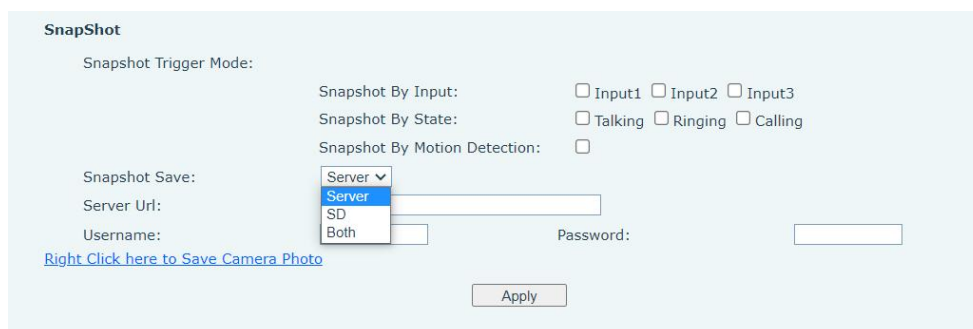 SnapShot
Snapshot Trigger Mode:
Snapshot By Input: Input1 Input2 Input3
Snapshot By State: Talking Ringing Calling
Snapshot By Motion Detection:
Snapshot Save: Server
Server
Server Url:
SD
Username: Both Password:
Right Click here to Save Camera Photo
Apply